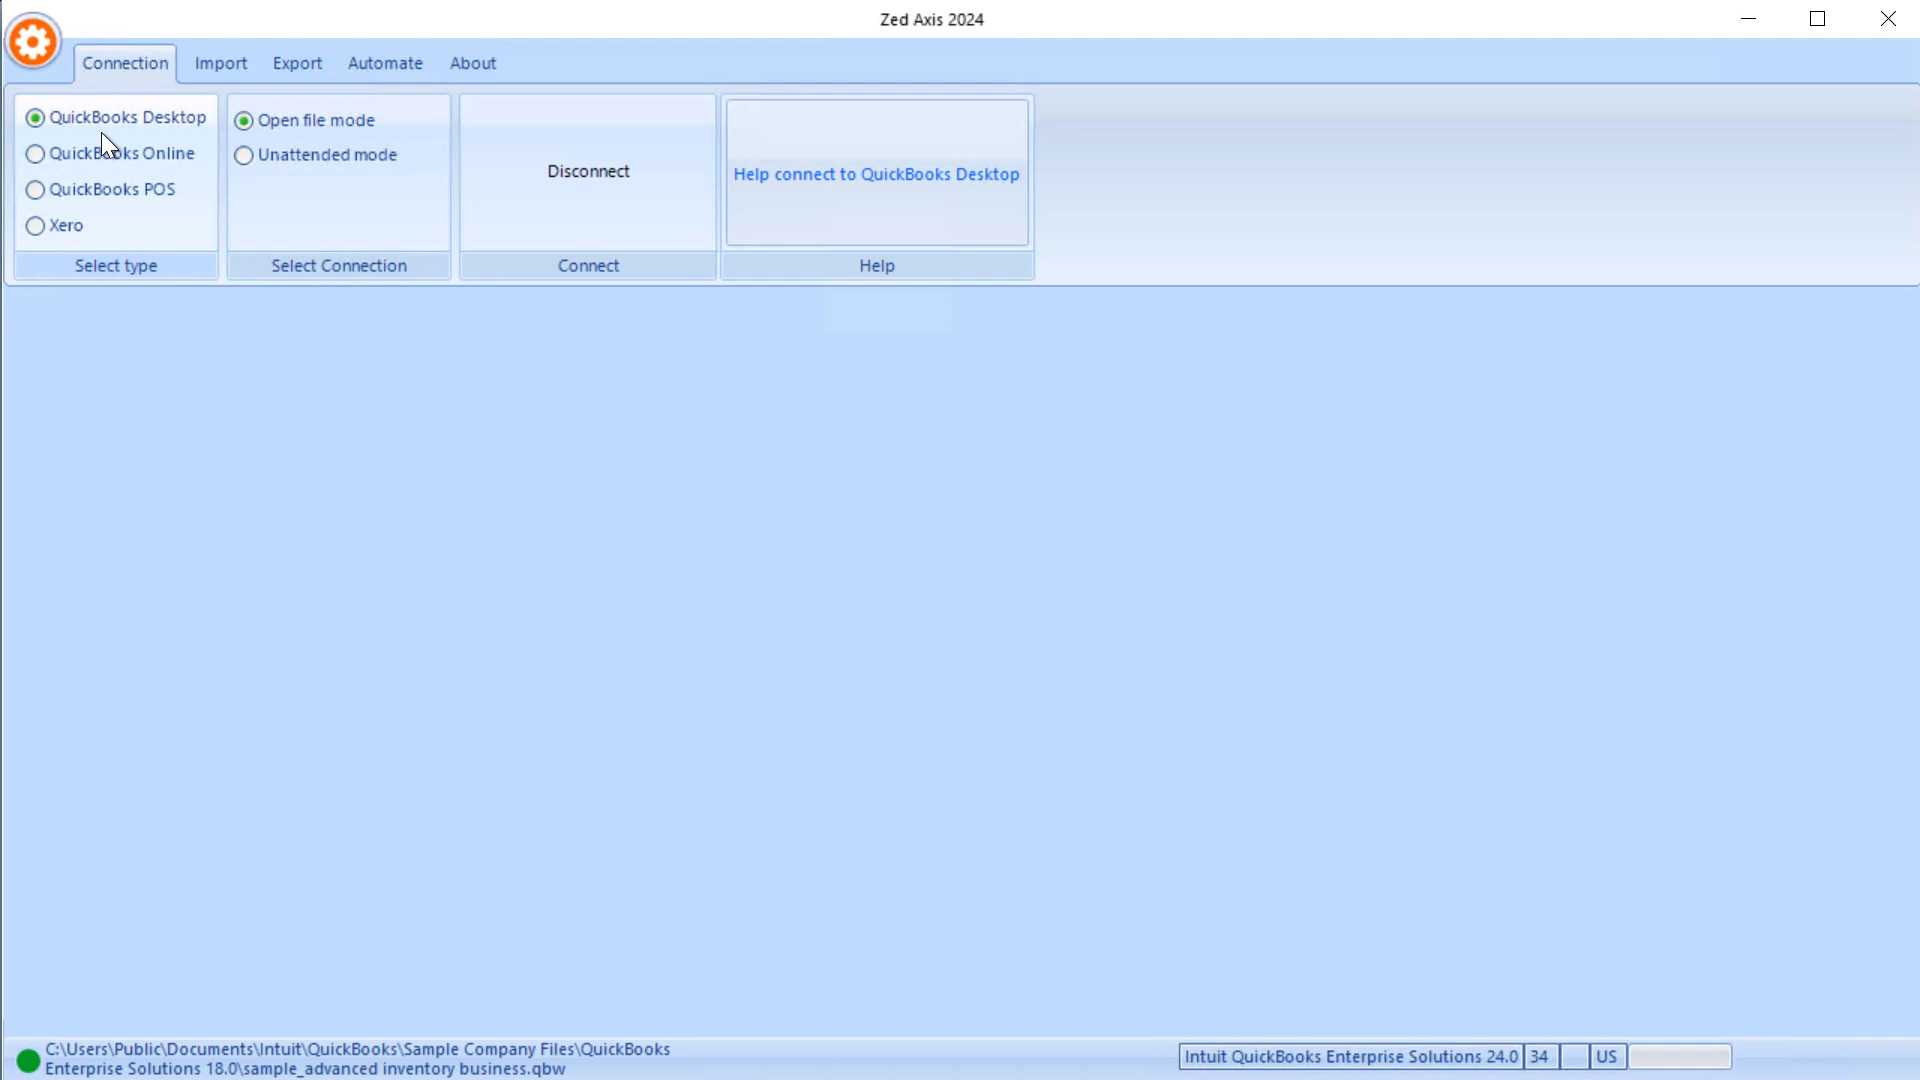 Zed Axis 2024
Connection Import Export Automate About
QuickBooks Desktop
QuickBooks Online
QuickBooks POS
Xero
Select type
Open file mode
Unattended mode
Select Connection
Disconnect
Connect
Help connect to QuickBooks Desktop
Help
C:\Users\Public\Documents\Intuit\QuickBooks\Sample Company Files\QuickBooks
Enterprise Solutions 18.0\sample_advanced inventory business.qbw
Intuit QuickBooks Enterprise Solutions 24.0 34 US